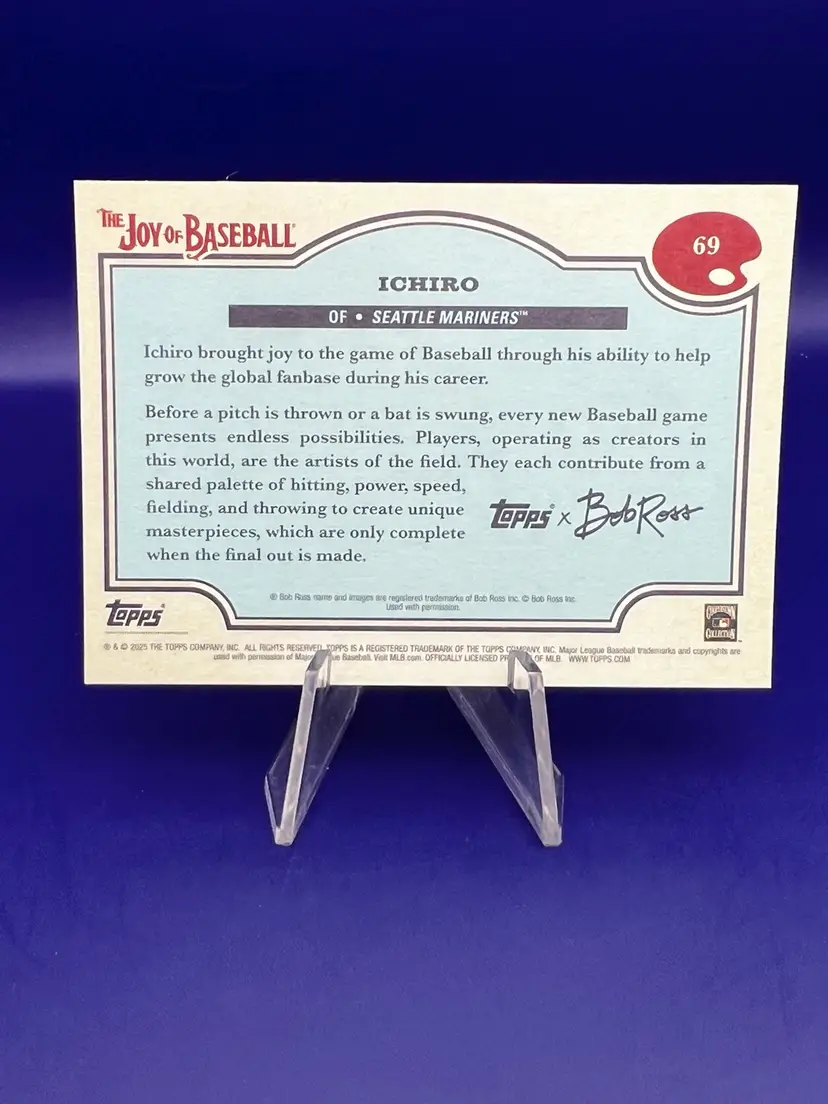 THE JOY OF BASEBALL
69
ICHIRO
OF • SEATTLE MARINERS™
Ichiro brought joy to the game of Baseball through his ability to help
grow the global fanbase during his career.
Before a pitch is thrown or a bat is swung, every new Baseball game
presents endless possibilities. Players, operating as creators in
this world, are the artists of the field. They each contribute from a
shared palette of hitting, power, speed,
fielding, and throwing to create unique
masterpieces, which are only complete
when the final out is made.
Topps® x Bob Ross
® Bob Ross name and images are registered trademarks of Bob Ross Inc. © Bob Ross Inc.
Used with permission.
Topps®
COOPERSTOWN
COLLECTION™
® & © 2025 THE TOPPS COMPANY, INC. ALL RIGHTS RESERVED. TOPPS IS A REGISTERED TRADEMARK OF THE TOPPS COMPANY, INC. Major League Baseball trademarks and copyrights are
used with permission of Major ue Baseball. Visit MLB.com. OFFICIALLY LICENSED PR OF MLB. WWW.TOPPS.COM